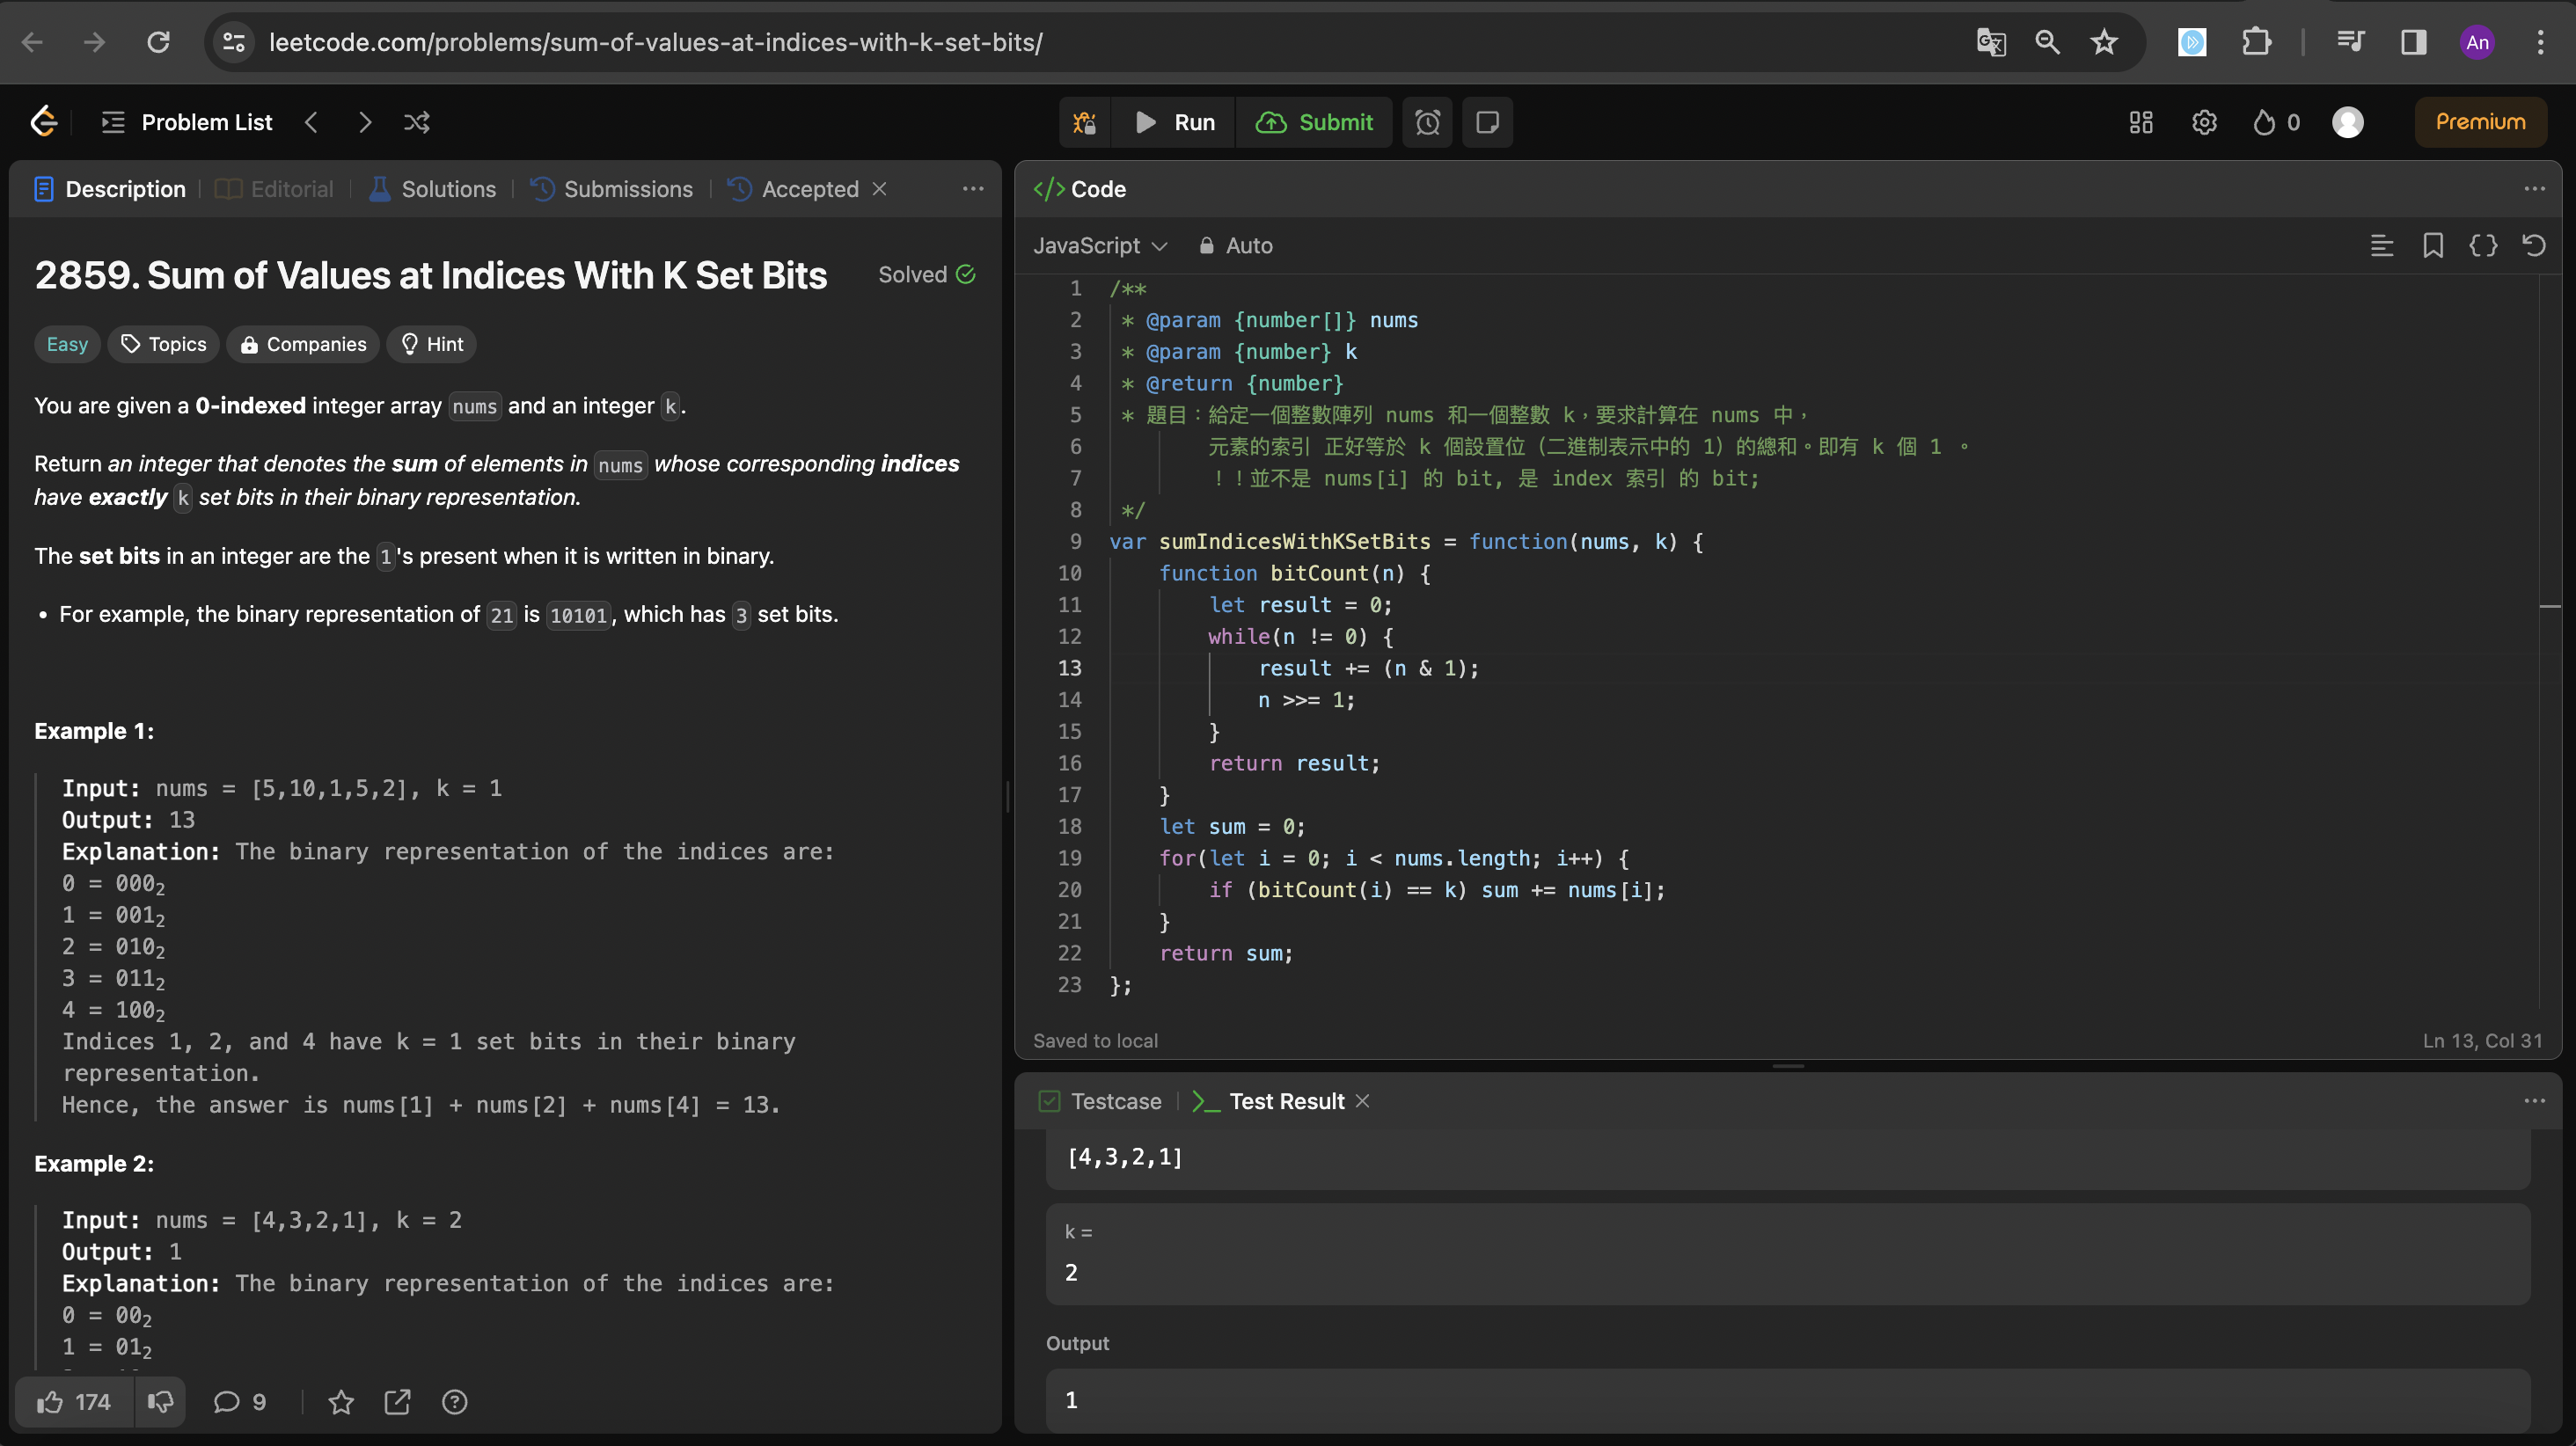 leetcode.com/problems/sum-of-values-at-indices-with-k-set-bits/
An
Problem List
Run
Submit
0
Premium
Description
Editorial
Solutions
Submissions
Accepted
2859. Sum of Values at Indices With K Set Bits
Solved
Easy
Topics
Companies
Hint
You are given a 0-indexed integer array nums and an integer k.
Return an integer that denotes the sum of elements in nums whose corresponding indices
have exactly k set bits in their binary representation.
The set bits in an integer are the 1's present when it is written in binary.
• For example, the binary representation of 21 is 10101, which has 3 set bits.
Example 1:
Input: nums = [5,10,1,5,2], k = 1
Output: 13
Explanation: The binary representation of the indices are:
0 = 000₂
1 = 001₂
2 = 010₂
3 = 011₂
4 = 100₂
Indices 1, 2, and 4 have k = 1 set bits in their binary
representation.
Hence, the answer is nums[1] + nums[2] + nums[4] = 13.
Example 2:
Input: nums = [4,3,2,1], k = 2
Output: 1
Explanation: The binary representation of the indices are:
0 = 00₂
1 = 01₂
174
9
</> Code
JavaScript
Auto
1 /**
2 * @param {number[]} nums
3 * @param {number} k
4 * @return {number}
5 * 題目：給定一個整數陣列 nums 和一個整數 k，要求計算在 nums 中，
6 元素的索引 正好等於 k 個設置位 (二進制表示中的 1) 的總和。即有 k 個 1 。
7 ！！並不是 nums[i] 的 bit, 是 index 索引 的 bit;
8 */
9 var sumIndicesWithKSetBits = function(nums, k) {
10 function bitCount(n) {
11 let result = 0;
12 while(n != 0) {
13 result += (n & 1);
14 n >>>= 1;
15 }
16 return result;
17 }
18 let sum = 0;
19 for(let i = 0; i < nums.length; i++) {
20 if (bitCount(i) == k) sum += nums[i];
21 }
22 return sum;
23 };
Saved to local
Ln 13, Col 31
Testcase
Test Result
[4,3,2,1]
k =
2
Output
1